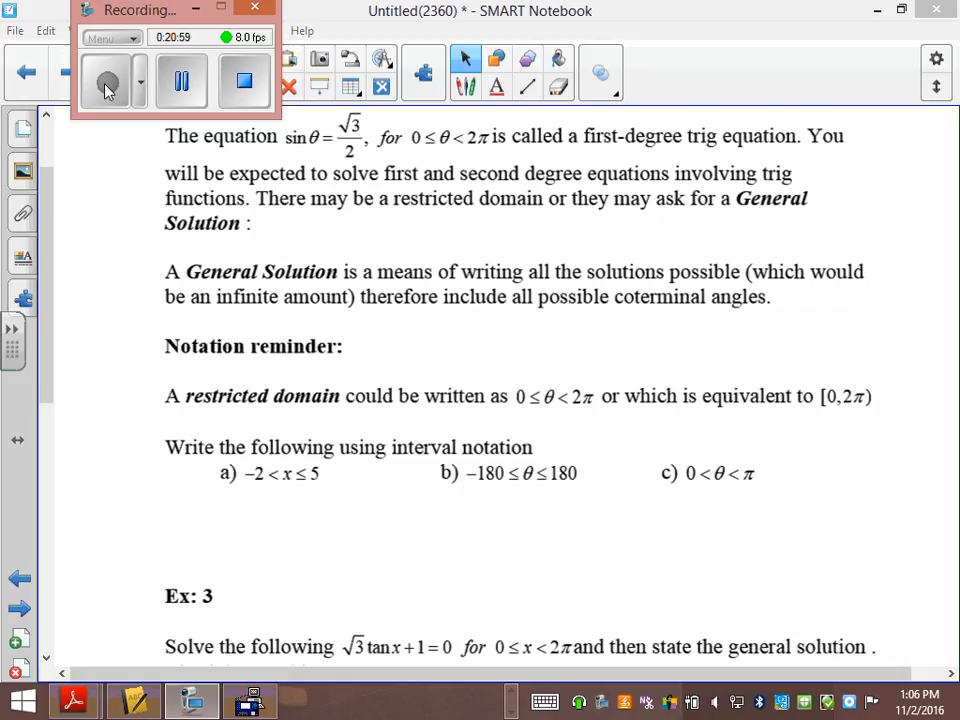 Recording...
Untitled(2360) * - SMART Notebook
Menu
0:20:59
8.0 fps
File Edit Help
The equation sinθ = √3/2, for 0 ≤ θ < 2π is called a first-degree trig equation. You
will be expected to solve first and second degree equations involving trig
functions. There may be a restricted domain or they may ask for a General
Solution :
A General Solution is a means of writing all the solutions possible (which would
be an infinite amount) therefore include all possible coterminal angles.
Notation reminder:
A restricted domain could be written as 0 ≤ θ < 2π or which is equivalent to [0,2π)
Write the following using interval notation
a) −2 < x ≤ 5 b) −180 ≤ θ ≤ 180 c) 0 < θ < π
Ex: 3
Solve the following √3 tan x + 1 = 0 for 0 ≤ x < 2π and then state the general solution .
1:06 PM
11/2/2016